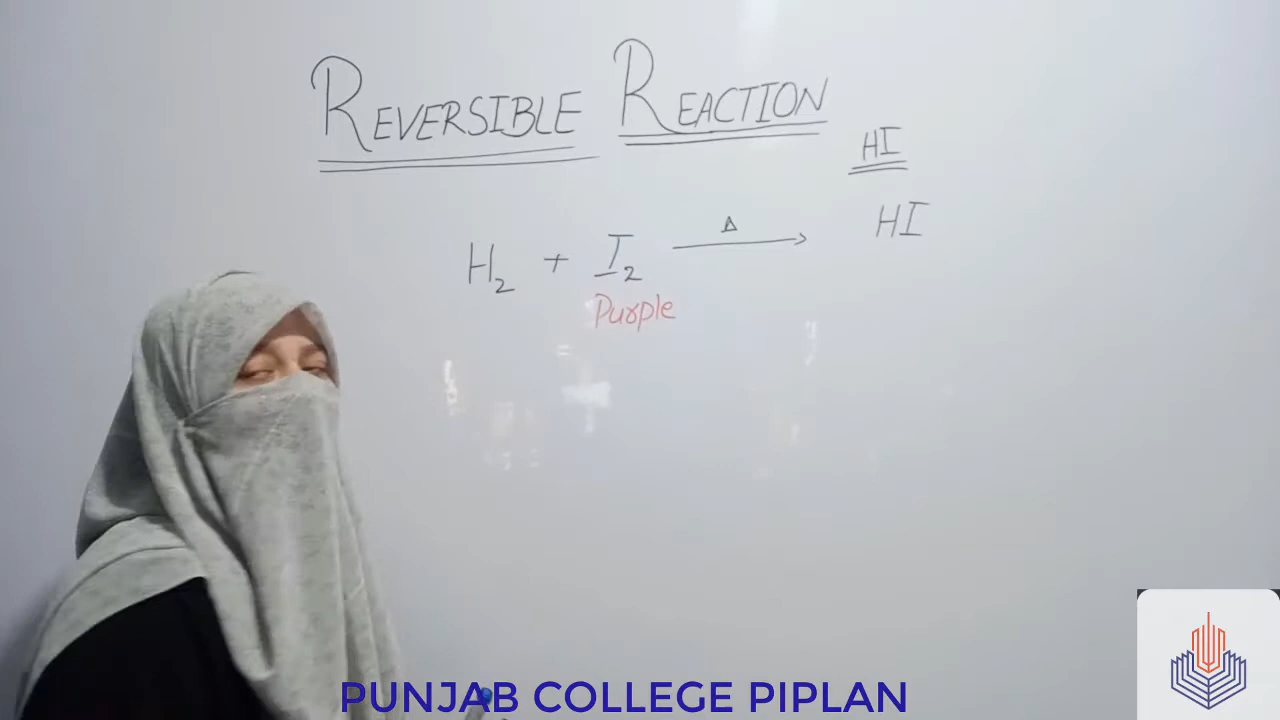 REVERSIBLE REACTION
HI
H₂ + I₂ —Δ→ HI
Purple
PUNJAB COLLEGE PIPLAN